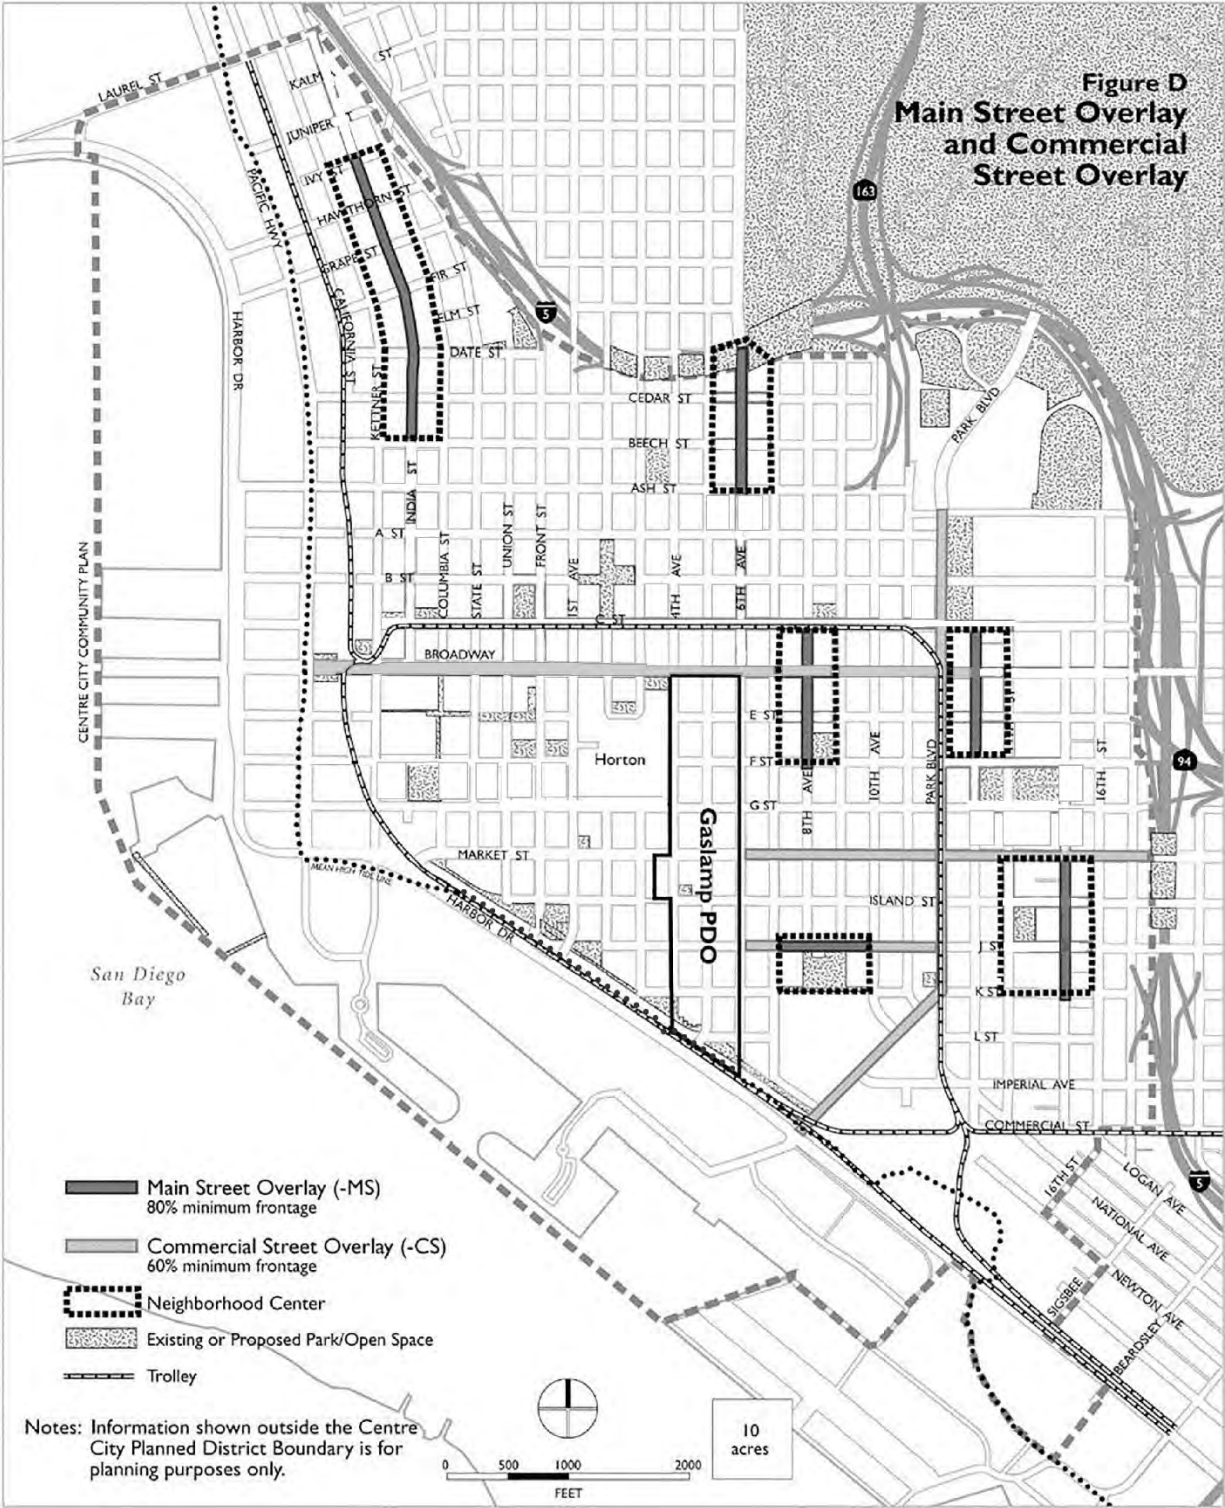 Figure D
Main Street Overlay
and Commercial
Street Overlay
LAUREL ST
KALM
ST
JUNIPER
T
IVY ST
HAWTHORN ST
GRAPE ST
FIR ST
ELM ST
DATE ST
PACIFIC HWY
CALIFORNIA ST
KETTNER ST
HARBOR DR
163
5
CEDAR ST
BEECH ST
ASH ST
PARK BLVD
INDIA ST
A ST
B ST
COLUMBIA ST
STATE ST
UNION ST
FRONT ST
1ST AVE
4TH AVE
6TH AVE
C ST
BROADWAY
CENTRE CITY COMMUNITY PLAN
E ST
F ST
G ST
Horton
8TH AVE
10TH AVE
PARK BLVD
16TH ST
94
Gaslamp PDO
MARKET ST
MEAN HIGH TIDE LINE
HARBOR DR
ISLAND ST
J ST
K ST
L ST
IMPERIAL AVE
COMMERCIAL ST
San Diego
Bay
16TH ST
LOGAN AVE
5
NATIONAL AVE
NEWTON AVE
SIGSBEE
BEARDSLEY
Main Street Overlay (-MS)
80% minimum frontage
Commercial Street Overlay (-CS)
60% minimum frontage
Neighborhood Center
Existing or Proposed Park/Open Space
Trolley
Notes: Information shown outside the Centre
City Planned District Boundary is for
planning purposes only.
0 500 1000 2000
FEET
10
acres